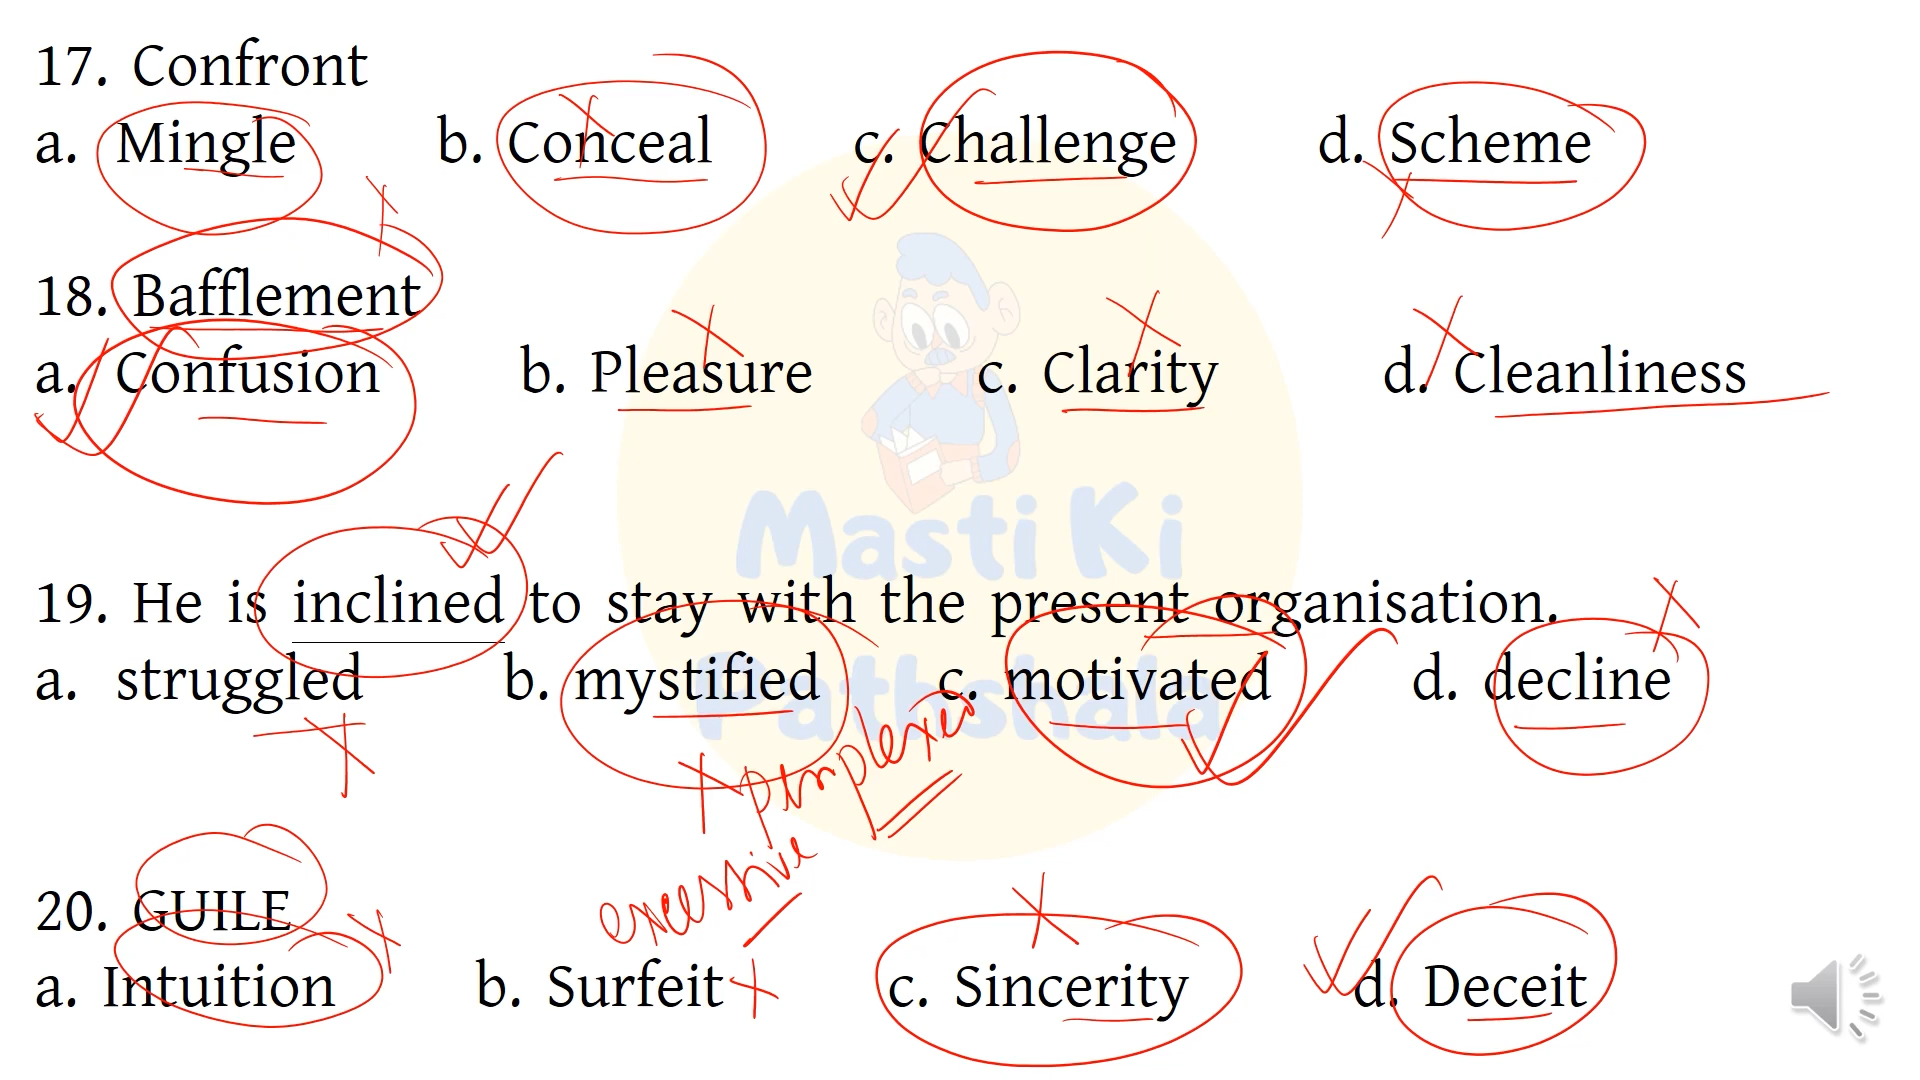 17. Confront
a. Mingle b. Conceal c. Challenge d. Scheme
18. Bafflement
a. Confusion b. Pleasure c. Clarity d. Cleanliness
Masti Ki
19. He is inclined to stay with the present organisation.
a. struggled b. mystified c. motivated d. decline
Pathshala
perplexed
excessive
20. GUILE
a. Intuition b. Surfeit c. Sincerity d. Deceit